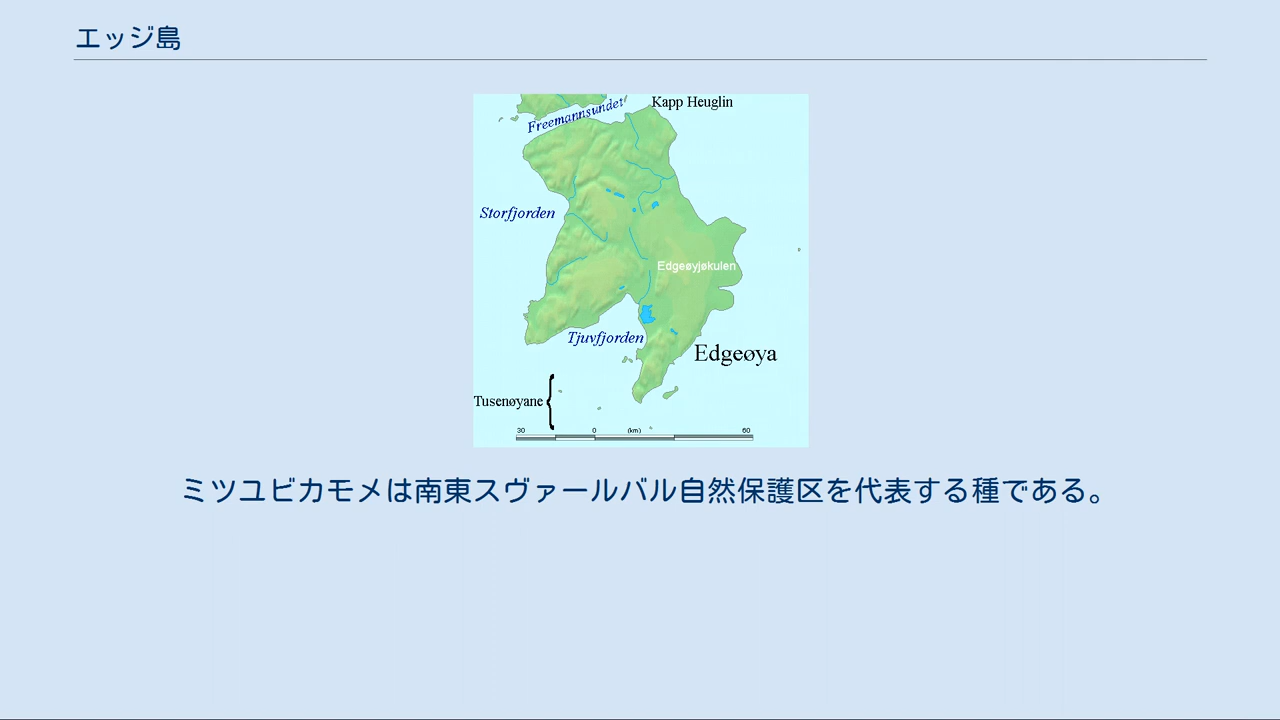 エッジ島
Kapp Heuglin
Freemannsundet
Storfjorden
Edgeøyjøkulen
Tjuvfjorden
Edgeøya
Tusenøyane
30 0 (km) 60
ミツユビカモメは南東スヴァールバル自然保護区を代表する種である。